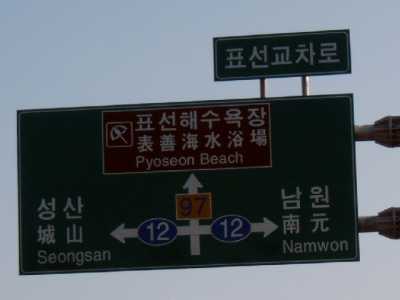 표선교차로
표선해수욕장
表善海水浴場
Pyoseon Beach
97
성산
城山
Seongsan
12
12
남원
南元
Namwon